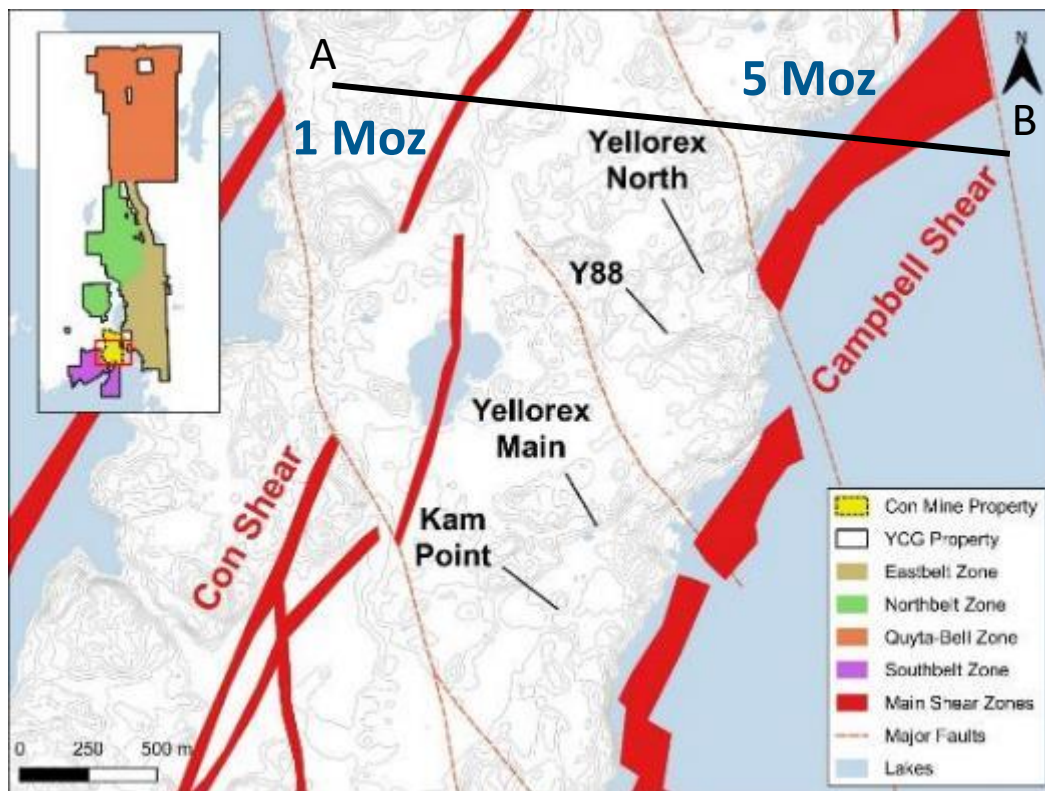 A
5 Moz
N
B
1 Moz
Yellorex
North
Y88
Campbell Shear
Yellorex
Main
Con Shear
Kam
Point
Con Mine Property
YCG Property
Eastbelt Zone
Northbelt Zone
Quyta-Bell Zone
Southbelt Zone
Main Shear Zones
Major Faults
Lakes
0 250 500 m